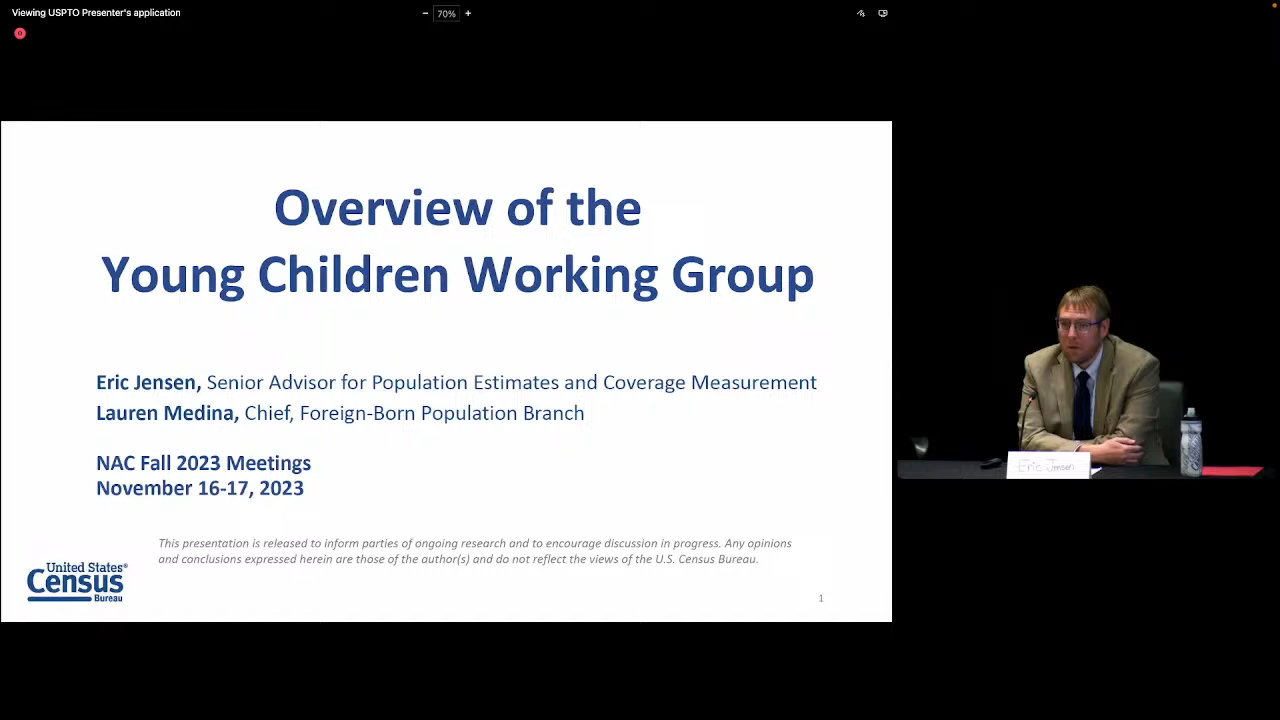 Viewing USPTO Presenter's application
− 70% +
Overview of the
Young Children Working Group
Eric Jensen, Senior Advisor for Population Estimates and Coverage Measurement
Lauren Medina, Chief, Foreign-Born Population Branch
NAC Fall 2023 Meetings
November 16-17, 2023
This presentation is released to inform parties of ongoing research and to encourage discussion in progress. Any opinions
and conclusions expressed herein are those of the author(s) and do not reflect the views of the U.S. Census Bureau.
United States®
Census
Bureau
1
Eric Jensen